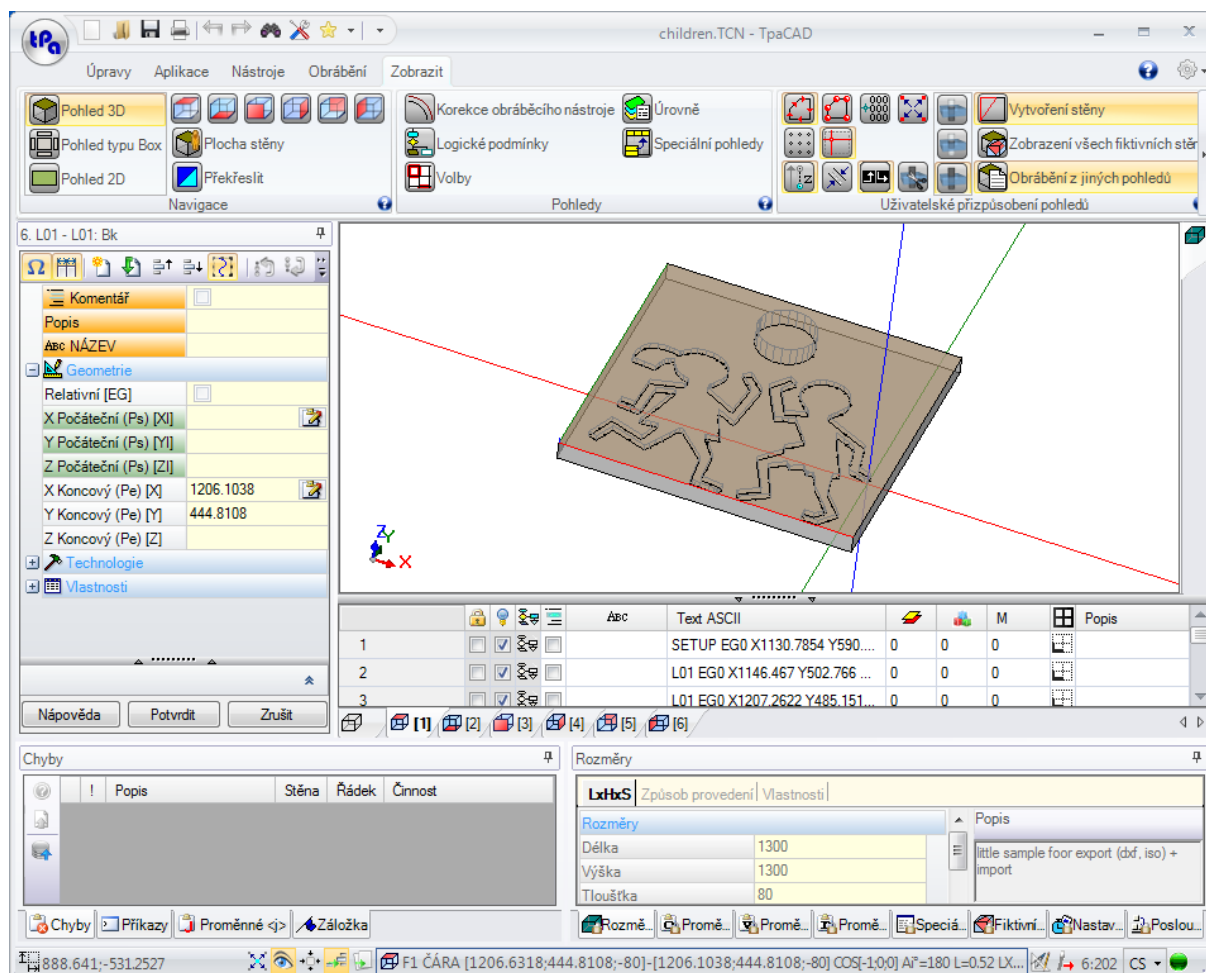 tPa
children.TCN - TpaCAD
Úpravy Aplikace Nástroje Obrábění Zobrazit
Pohled 3D
Pohled typu Box Plocha stěny
Pohled 2D Překřeslit
Navigace
Korekce obráběcího nástroje Úrovně
Logické podmínky Speciální pohledy
Volby
Pohledy
Vytvoření stěny
Zobrazení všech fiktivních stěn
Obrábění z jiných pohledů
Uživatelské přizpůsobení pohledů
6. L01 - L01: Bk
Komentář
Popis
ABC NÁZEV
Geometrie
Relativní [EG]
X Počáteční (Ps) [XI]
Y Počáteční (Ps) [YI]
Z Počáteční (Ps) [ZI]
X Koncový (Pe) [X] 1206.1038
Y Koncový (Pe) [Y] 444.8108
Z Koncový (Pe) [Z]
Technologie
Vlastnosti
Nápověda Potvrdit Zrušit
Z Y X
ABC Text ASCII M Popis
1 SETUP EG0 X1130.7854 Y590.... 0 0 0
2 L01 EG0 X1146.467 Y502.766 ... 0 0 0
3 L01 EG0 X1207.2622 Y485.151... 0 0 0
[1] [2] [3] [4] [5] [6]
Chyby
! Popis Stěna Řádek Činnost
Chyby Příkazy Proměnné <j> Záložka
Rozměry
LxHxS Způsob provedení Vlastnosti
Rozměry
Délka 1300
Výška 1300
Tloušťka 80
Popis
little sample foor export (dxf, iso) +
import
Rozmě... Promě... Promě... Promě... Speciá... Fiktivní... Nastav... Poslou...
888.641;-531.2527 F1 ČÁRA [1206.6318;444.8108;-80]-[1206.1038;444.8108;-80] COS[-1;0;0] Ai°=180 L=0.52 LX... 6:202 CS